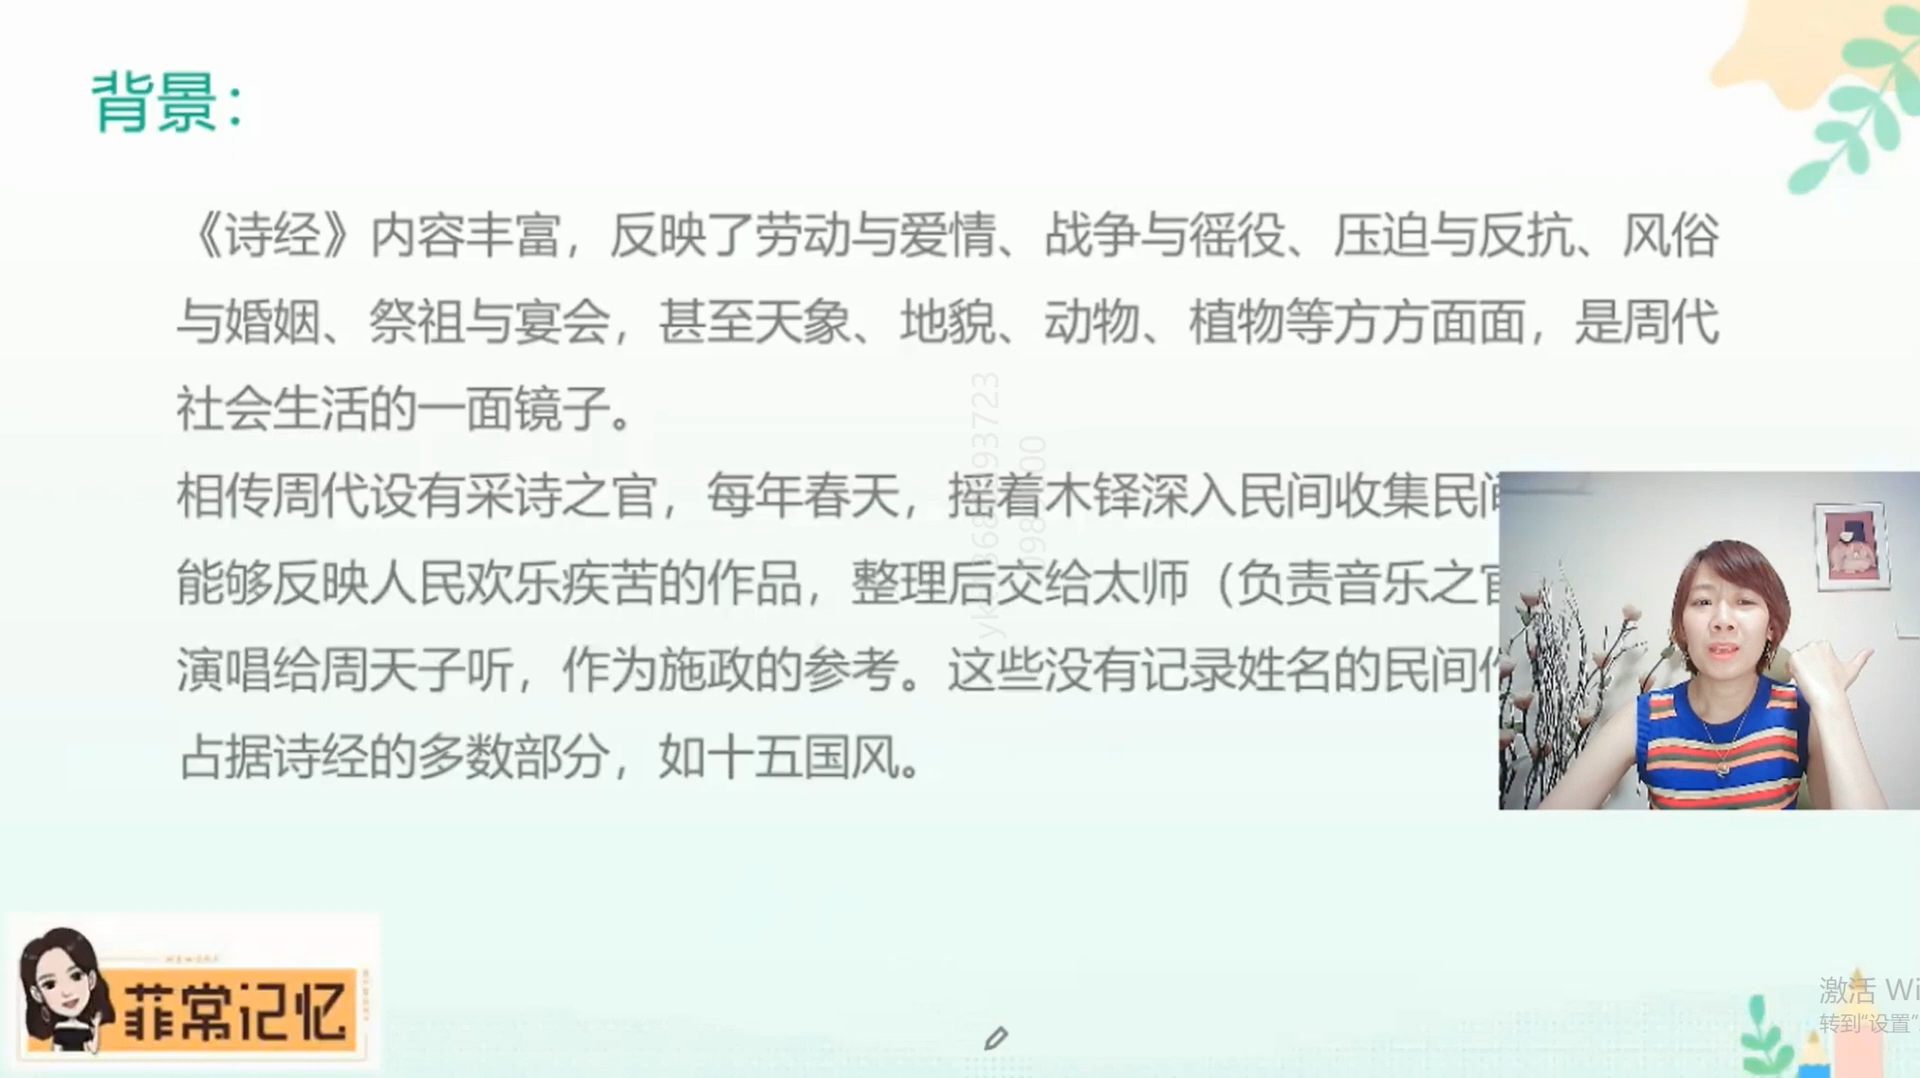 背景：
《诗经》内容丰富，反映了劳动与爱情、战争与徭役、压迫与反抗、风俗
与婚姻、祭祖与宴会，甚至天象、地貌、动物、植物等方方面面，是周代
社会生活的一面镜子。
相传周代设有采诗之官，每年春天，摇着木铎深入民间收集民间
能够反映人民欢乐疾苦的作品，整理后交给太师（负责音乐之官
演唱给周天子听，作为施政的参考。这些没有记录姓名的民间作
占据诗经的多数部分，如十五国风。
菲常记忆
激活 Wi
转到“设置”